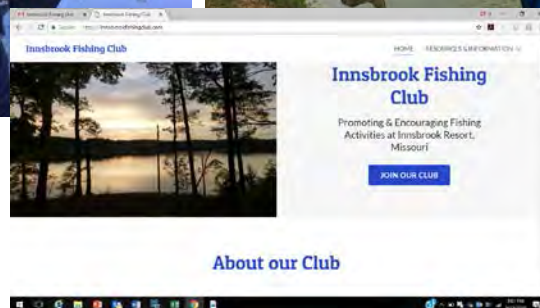 Innsbrook Fishing Club
HOME RESOURCES & INFORMATION
Innsbrook Fishing
Club
Promoting & Encouraging Fishing
Activities at Innsbrook Resort,
Missouri
JOIN OUR CLUB
About our Club